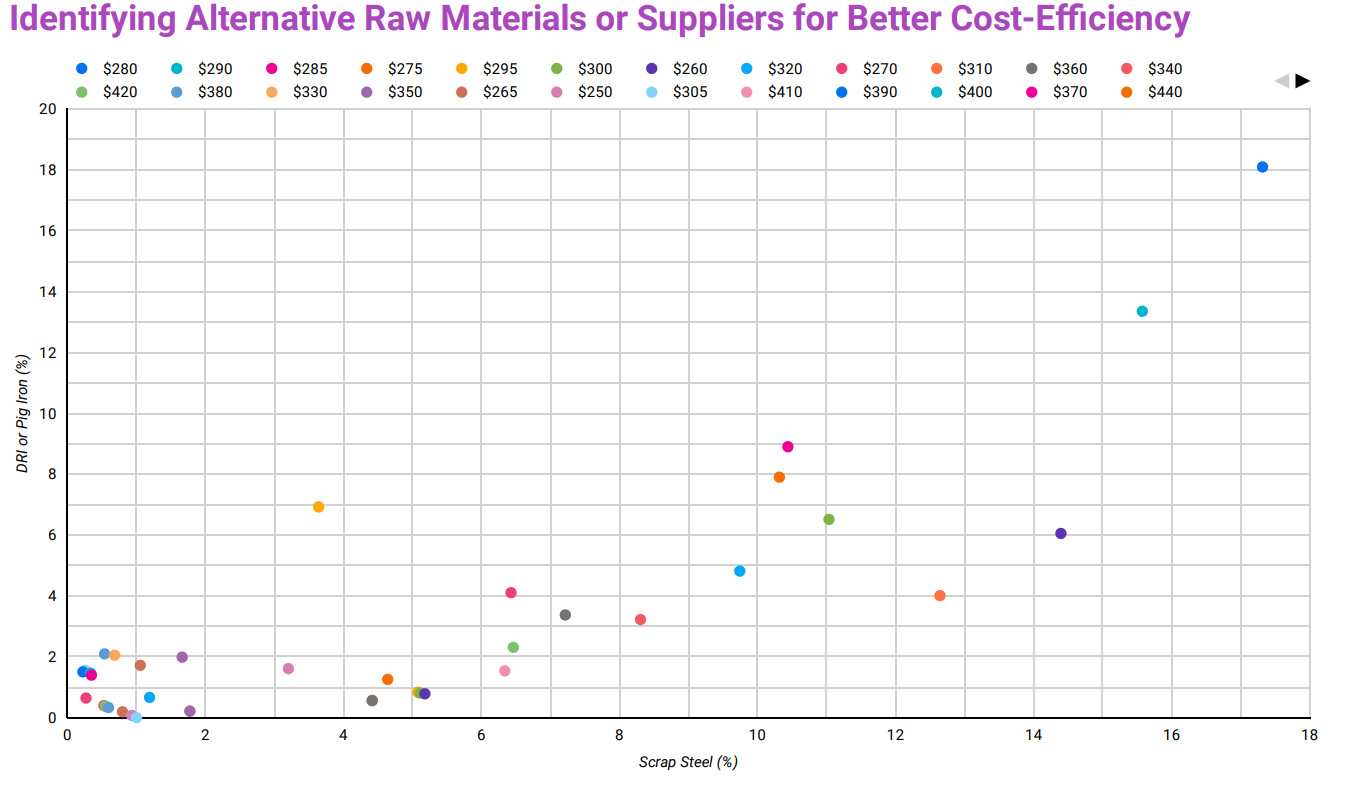 Identifying Alternative Raw Materials or Suppliers for Better Cost-Efficiency
$280 $290 $285 $275 $295 $300 $260 $320 $270 $310 $360 $340
$420 $380 $330 $350 $265 $250 $305 $410 $390 $400 $370 $440
20
18
16
14
12
10
8
6
4
2
0
DRI or Pig Iron (%)
0 2 4 6 8 10 12 14 16 18
Scrap Steel (%)